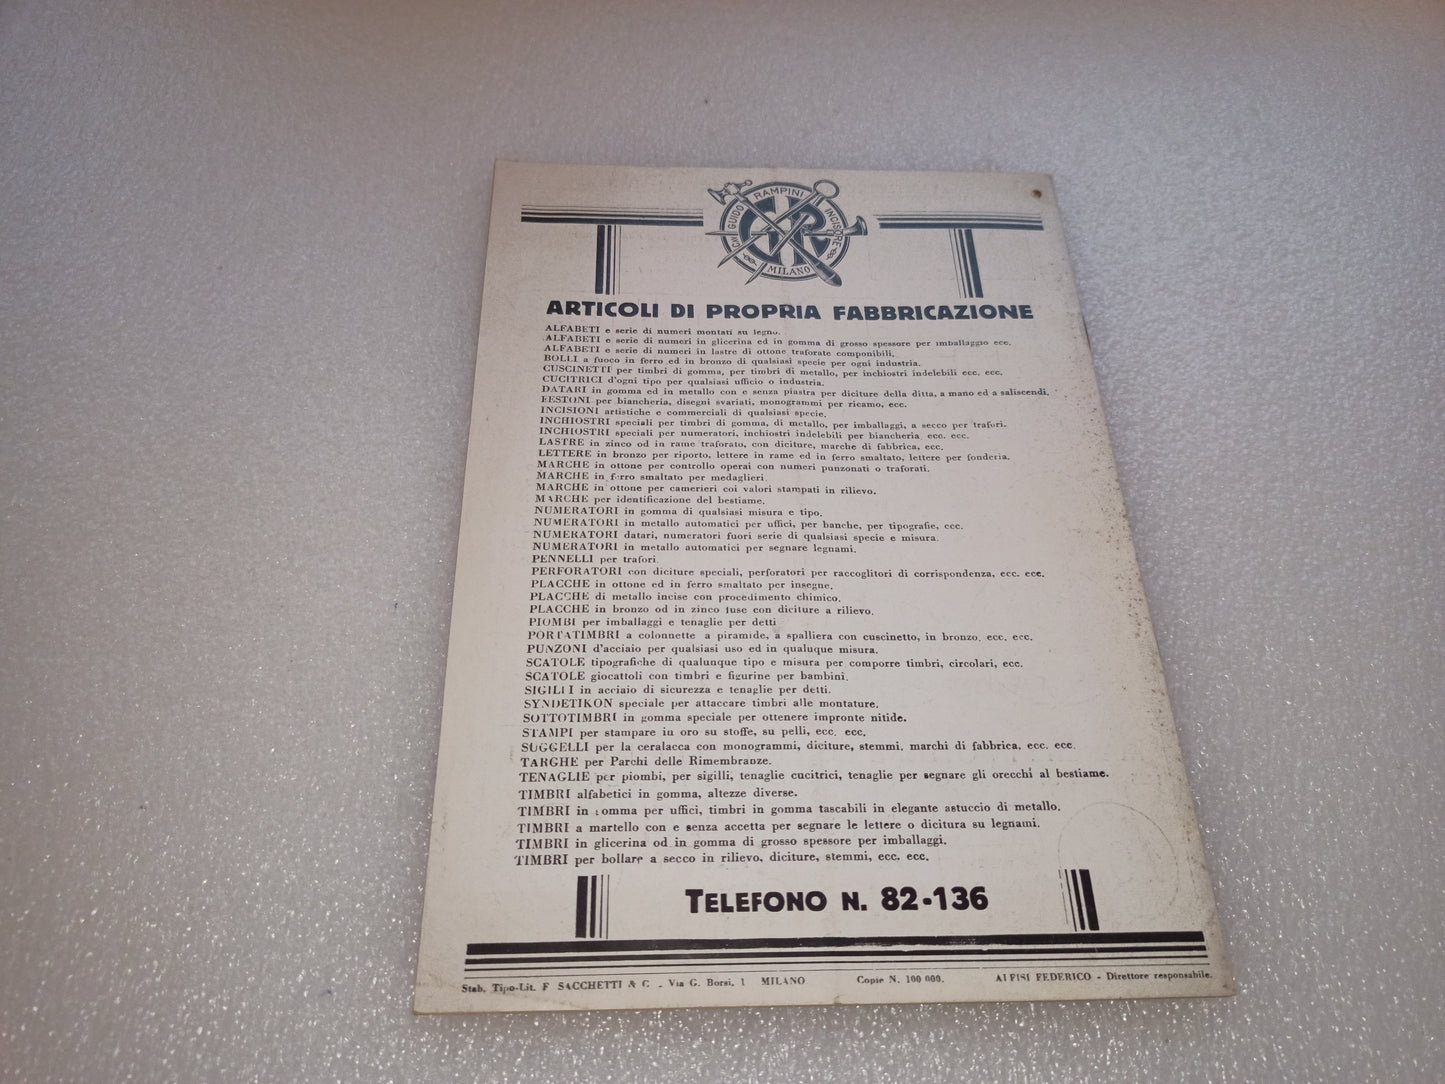 CAV. GUIDO RAMPINI INCISORE
GR
MILANO
ARTICOLI DI PROPRIA FABBRICAZIONE
ALFABETI e serie di numeri montati su legno.
ALFABETI e serie di numeri in glicerina ed in gomma di grosso spessore per imballaggio ecc.
ALFABETI e serie di numeri in lastre di ottone traforate componibili.
BOLLI a fuoco in ferro ed in bronzo di qualsiasi specie per ogni industria.
CUSCINETTI per timbri di gomma, per timbri di metallo, per inchiostri indelebili ecc. ecc.
CUCITRICI d'ogni tipo per qualsiasi ufficio o industria.
DATARI in gomma ed in metallo con e senza piastra per diciture della ditta, a mano ed a saliscendi.
FESTONI per biancheria, disegni svariati, monogrammi per ricamo, ecc.
INCISIONI artistiche e commerciali di qualsiasi specie.
INCHIOSTRI speciali per timbri di gomma, di metallo, per imballaggi, a secco per trafori.
INCHIOSTRI speciali per numeratori, inchiostri indelebili per biancheria, ecc. ecc.
LASTRE in zinco od in rame traforato, con diciture, marche di fabbrica, ecc.
LETTERE in bronzo per riporto, lettere in rame ed in ferro smaltato, lettere per fonderia.
MARCHE in ottone per controllo operai con numeri punzonati o traforati.
MARCHE in ferro smaltato per medaglieri.
MARCHE in ottone per camerieri coi valori stampati in rilievo.
MARCHE per identificazione del bestiame.
NUMERATORI in gomma di qualsiasi misura e tipo.
NUMERATORI in metallo automatici per uffici, per banche, per tipografie, ecc.
NUMERATORI datari, numeratori fuori serie di qualsiasi specie e misura.
NUMERATORI in metallo automatici per segnare legnami.
PENNELLI per trafori.
PERFORATORI con diciture speciali, perforatori per raccoglitori di corrispondenza, ecc. ecc.
PLACCHE in ottone ed in ferro smaltato per insegne.
PLACCHE di metallo incise con procedimento chimico.
PLACCHE in bronzo od in zinco fuse con diciture a rilievo.
PIOMBI per imballaggi e tenaglie per detti
PORTATIMBRI a colonnette a piramide, a spalliera con cuscinetto, in bronzo, ecc. ecc.
PUNZONI d'acciaio per qualsiasi uso ed in qualuque misura.
SCATOLE tipografiche di qualunque tipo e misura per comporre timbri, circolari, ecc.
SCATOLE giocattoli con timbri e figurine per bambini.
SIGILLI in acciaio di sicurezza e tenaglie per detti.
SYNDETIKON speciale per attaccare timbri alle montature.
SOTTOTIMBRI in gomma speciale per ottenere impronte nitide.
STAMPI per stampare in oro su stoffe, su pelli, ecc. ecc.
SUGGELLI per la ceralacca con monogrammi, diciture, stemmi, marchi di fabbrica, ecc. ecc.
TARGHE per Parchi delle Rimembranze.
TENAGLIE per piombi, per sigilli, tenaglie cucitrici, tenaglie per segnare gli orecchi al bestiame.
TIMBRI alfabetici in gomma, altezze diverse.
TIMBRI in gomma per uffici, timbri in gomma tascabili in elegante astuccio di metallo.
TIMBRI a martello con e senza accetta per segnare le lettere o dicitura su legnami.
TIMBRI in glicerina od in gomma di grosso spessore per imballaggi.
TIMBRI per bollare a secco in rilievo, diciture, stemmi, ecc. ecc.
TELEFONO N. 82-136
Stab. Tipo-Lit. F SACCHETTI & C. - Via G. Borsi, 1 MILANO Copie N. 100 000. ALPISI FEDERICO - Direttore responsabile.